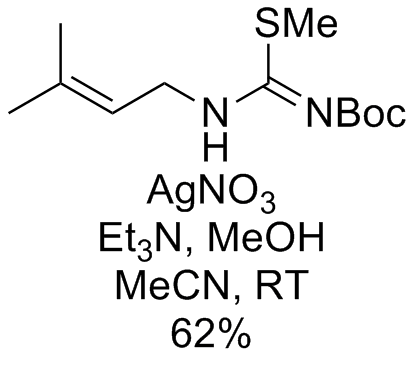 SMe
N
H
NBoc
AgNO₃
Et₃N, MeOH
MeCN, RT
62%